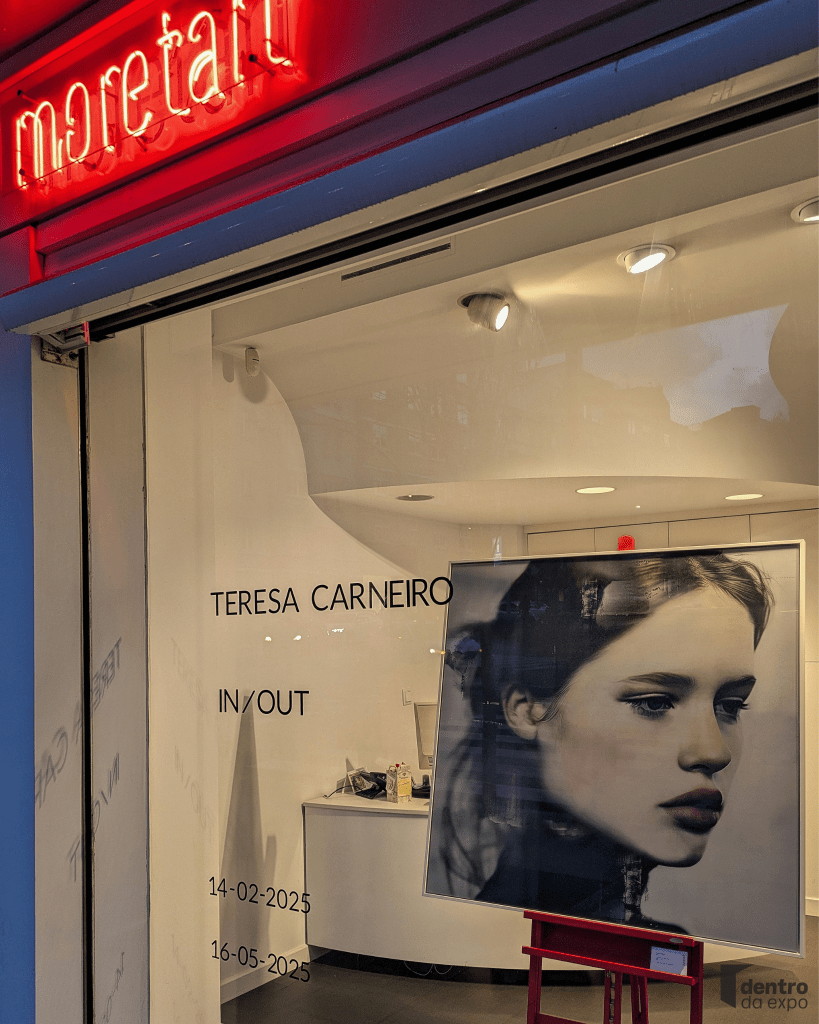 moretart
TERESA CARNEIRO
IN/OUT
14-02-2025
16-05-2025
dentro
da expo